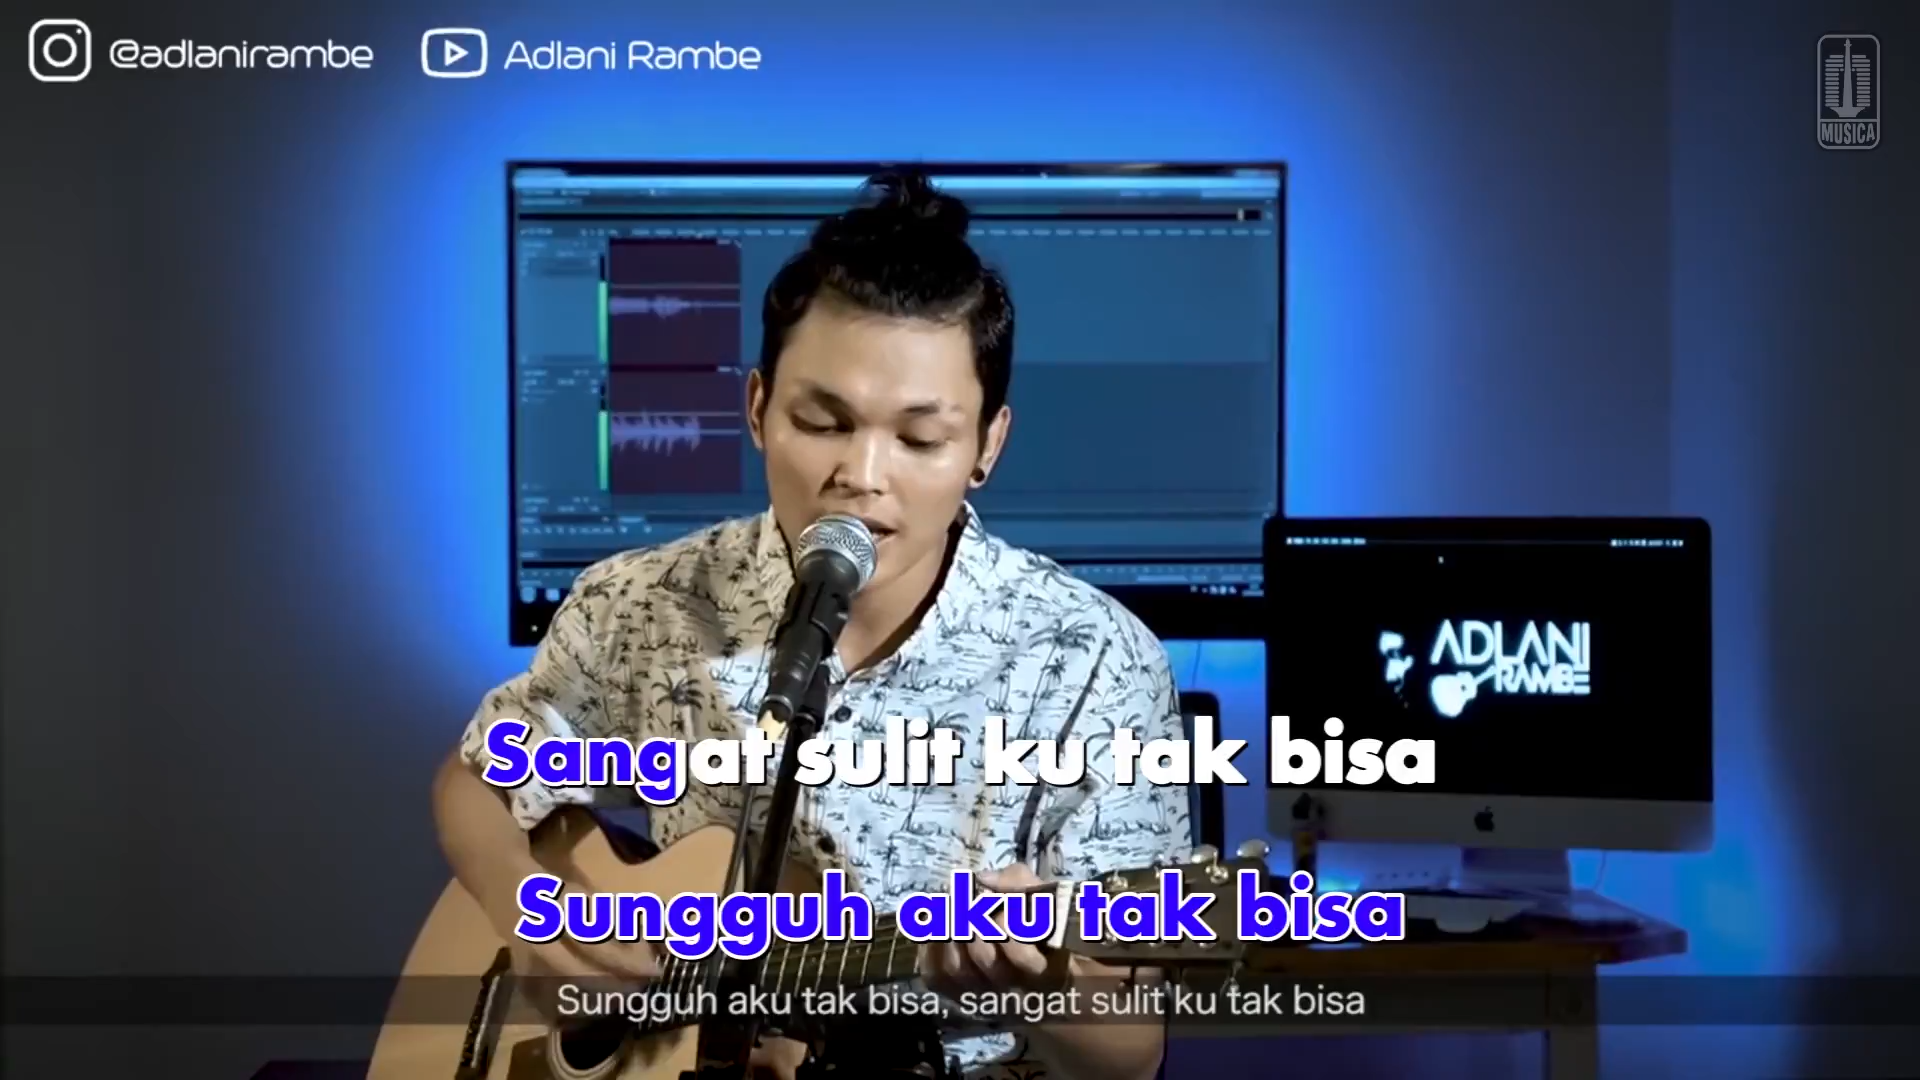 @adlanirambe
Adlani Rambe
MUSICA
ADLANI
RAMBE
Sangat sulit ku tak bisa
Sungguh aku tak bisa
Sungguh aku tak bisa, sangat sulit ku tak bisa